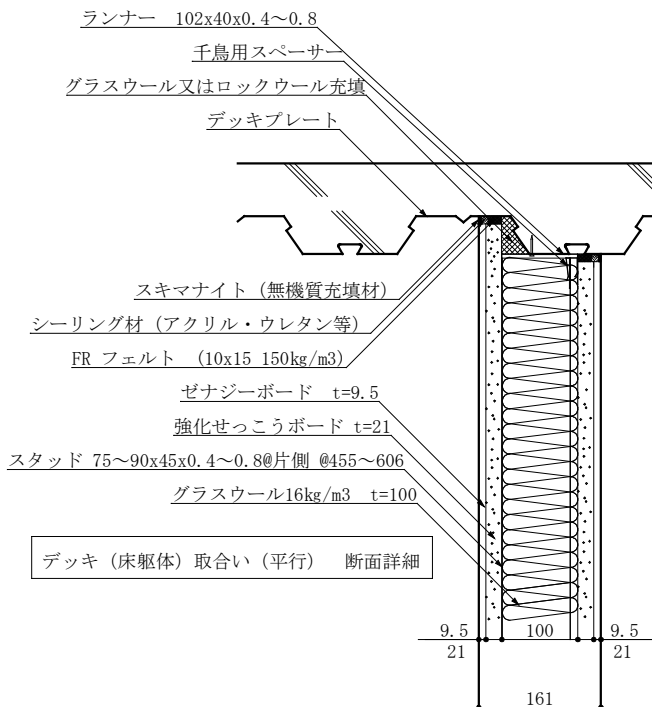 ランナー 102x40x0.4～0.8
千鳥用スペーサー
グラスウール又はロックウール充填
デッキプレート
スキマナイト（無機質充填材）
シーリング材（アクリル・ウレタン等）
FR フェルト （10x15 150kg/m3）
ゼナジーボード t=9.5
強化せっこうボード t=21
スタッド 75～90x45x0.4～0.8@片側 @455～606
グラスウール16kg/m3 t=100
デッキ（床躯体）取合い（平行） 断面詳細
9.5 100 9.5
21 21
161